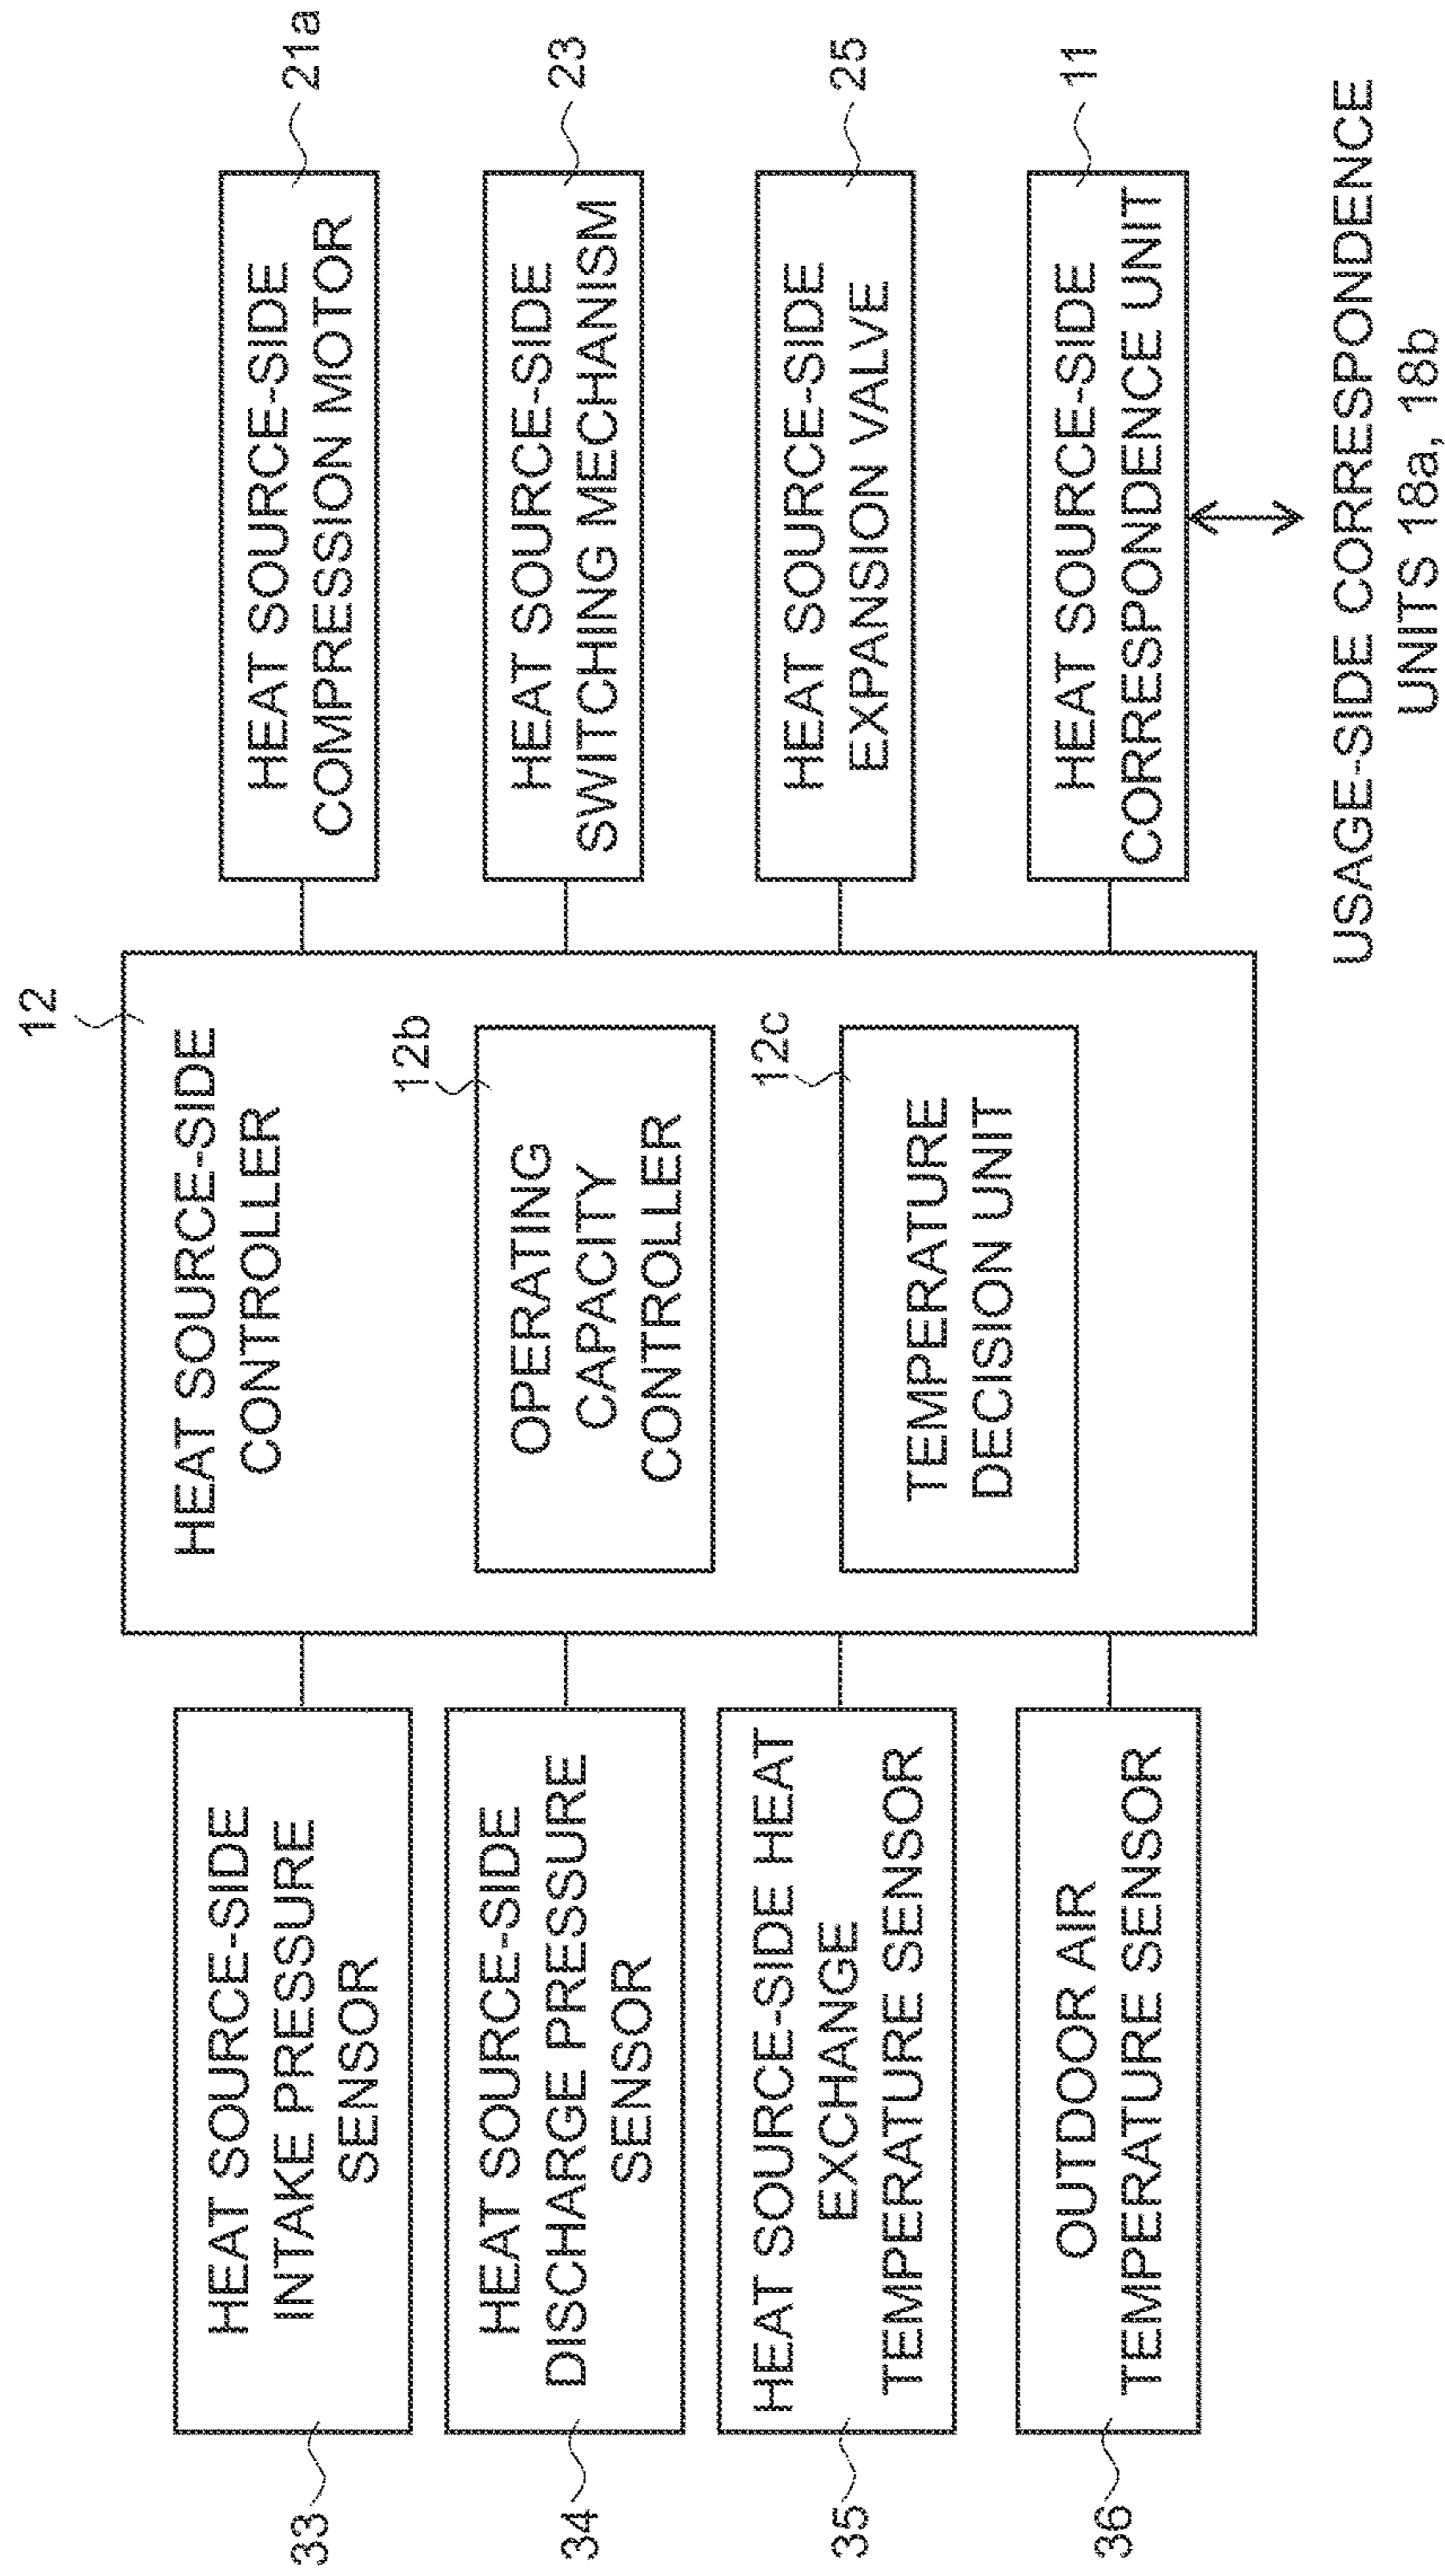 12
HEAT SOURCE-SIDE
CONTROLLER
33
HEAT SOURCE-SIDE
INTAKE PRESSURE
SENSOR
34
HEAT SOURCE-SIDE
DISCHARGE PRESSURE
SENSOR
35
HEAT SOURCE-SIDE HEAT
EXCHANGE
TEMPERATURE SENSOR
36
OUTDOOR AIR
TEMPERATURE SENSOR
12b
OPERATING
CAPACITY
CONTROLLER
12c
TEMPERATURE
DECISION UNIT
21a
HEAT SOURCE-SIDE
COMPRESSION MOTOR
23
HEAT SOURCE-SIDE
SWITCHING MECHANISM
25
HEAT SOURCE-SIDE
EXPANSION VALVE
11
HEAT SOURCE-SIDE
CORRESPONDENCE UNIT
USAGE-SIDE CORRESPONDENCE
UNITS 18a, 18b